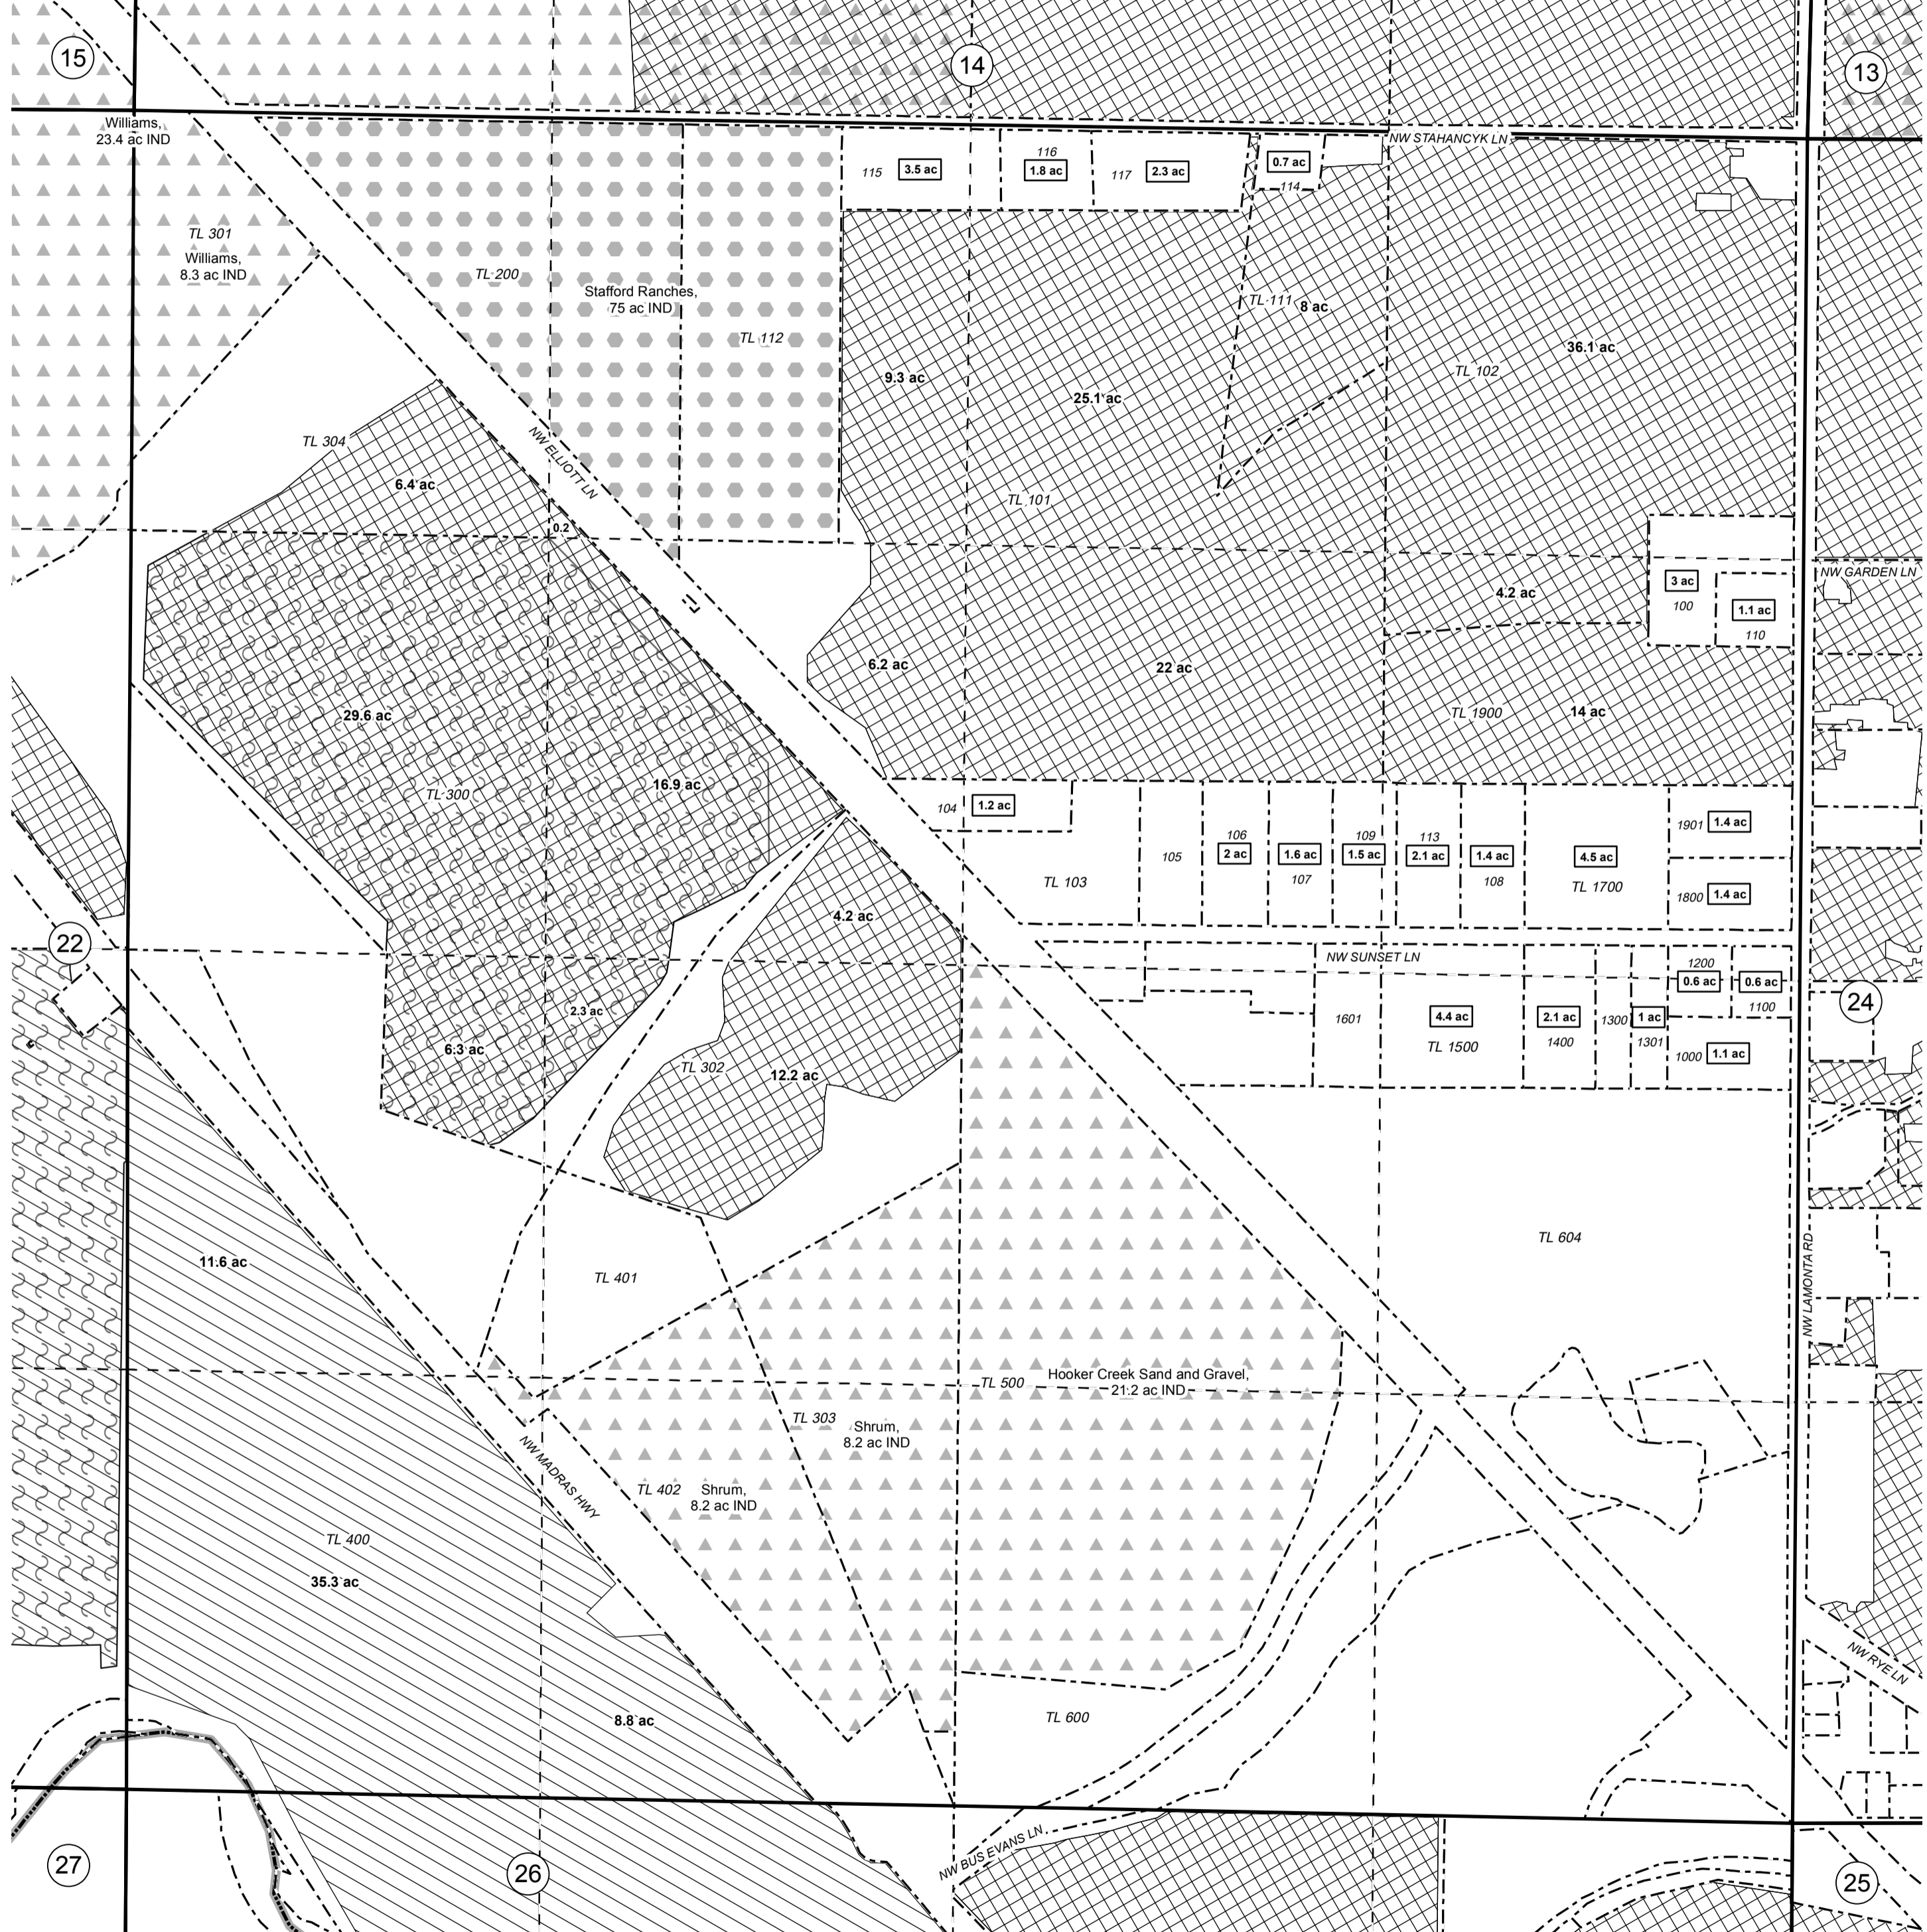 15
14
13
Williams,
23.4 ac IND
NW STAHANCYK LN
115
3.5 ac
116
1.8 ac
117
2.3 ac
0.7 ac
114
TL 301
Williams,
8.3 ac IND
TL 200
Stafford Ranches,
75 ac IND
TL 112
TL 111
8 ac
36.1 ac
TL 102
9.3 ac
25.1 ac
TL 304
NW ELLIOTT LN
6.4 ac
TL 101
0.2
NW GARDEN LN
3 ac
100
1.1 ac
110
4.2 ac
6.2 ac
22 ac
29.6 ac
TL 1900
14 ac
16.9 ac
TL 300
104
1.2 ac
1901
1.4 ac
106
2 ac
1.6 ac
107
109
1.5 ac
113
2.1 ac
1.4 ac
108
4.5 ac
TL 1700
105
TL 103
1800
1.4 ac
4.2 ac
22
NW SUNSET LN
1200
0.6 ac
0.6 ac
1100
24
2.3 ac
6.3 ac
1601
4.4 ac
TL 1500
2.1 ac
1400
1300
1 ac
1301
1000
1.1 ac
TL 302
12.2 ac
11.6 ac
TL 401
TL 604
NW LAMONTA RD
TL 500
Hooker Creek Sand and Gravel,
21.2 ac IND
TL 303
Shrum,
8.2 ac IND
NW MADRAS HWY
TL 402
Shrum,
8.2 ac IND
TL 400
35.3 ac
NW RYE LN
8.8 ac
TL 600
NW BUS EVANS LN
27
26
25